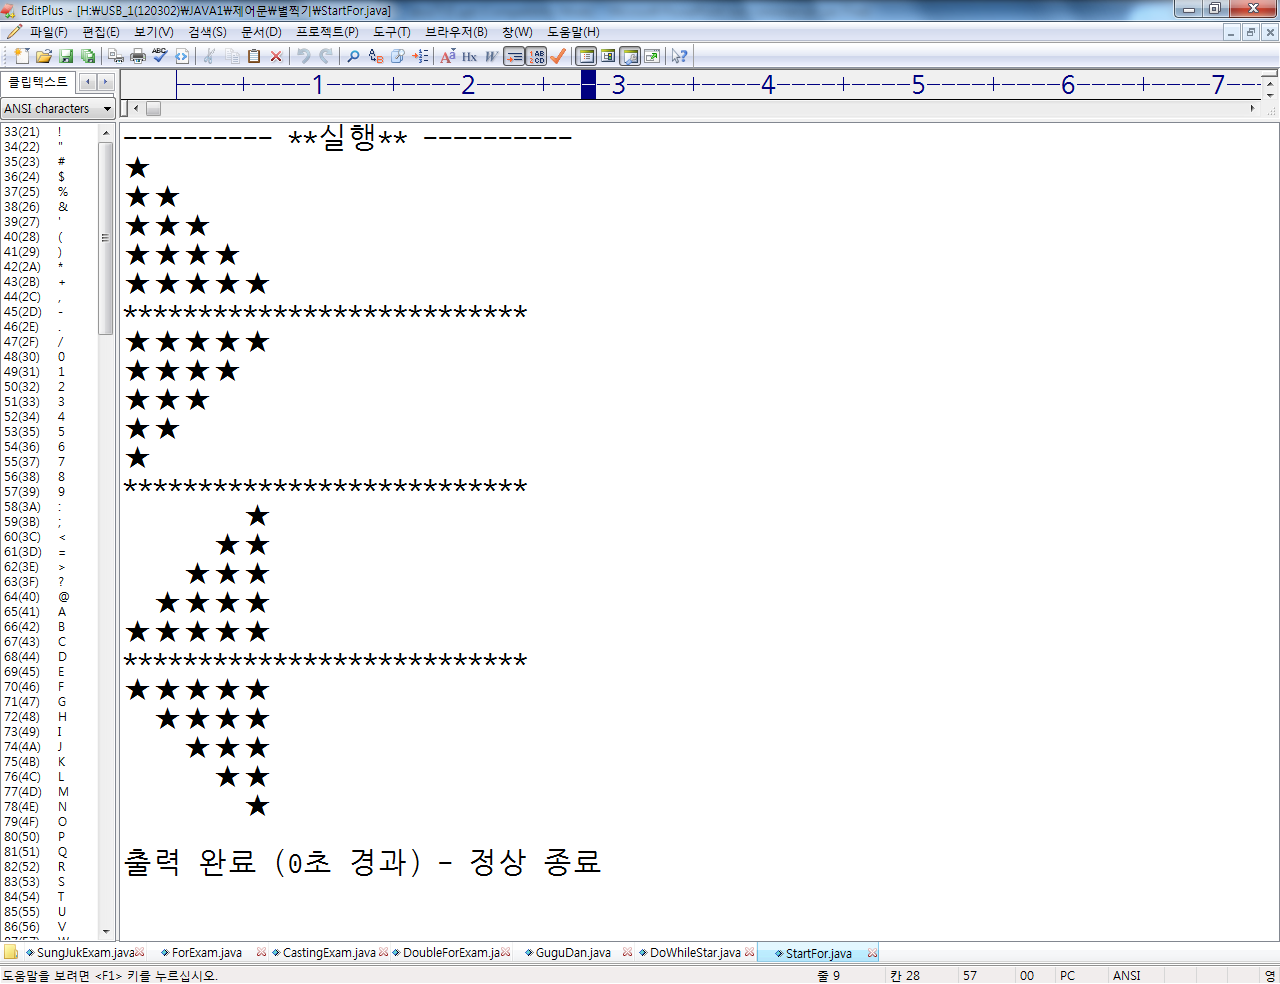 EditPlus - [H:￦USB_1(120302)￦JAVA1￦제어문￦별찍기￦StartFor.java]
파일(F) 편집(E) 보기(V) 검색(S) 문서(D) 프로젝트(P) 도구(T) 브라우저(B) 창(W) 도움말(H)
클립텍스트
ANSI characters
----+----1----+----2----+----3----+----4----+----5----+----6----+----7--
33(21) !
34(22) "
35(23) #
36(24) $
37(25) %
38(26) &
39(27) '
40(28) (
41(29) )
42(2A) *
43(2B) +
44(2C) ,
45(2D) -
46(2E) .
47(2F) /
48(30) 0
49(31) 1
50(32) 2
51(33) 3
52(34) 4
53(35) 5
54(36) 6
55(37) 7
56(38) 8
57(39) 9
58(3A) :
59(3B) ;
60(3C) <
61(3D) =
62(3E) >
63(3F) ?
64(40) @
65(41) A
66(42) B
67(43) C
68(44) D
69(45) E
70(46) F
71(47) G
72(48) H
73(49) I
74(4A) J
75(4B) K
76(4C) L
77(4D) M
78(4E) N
79(4F) O
80(50) P
81(51) Q
82(52) R
83(53) S
84(54) T
85(55) U
86(56) V
---------- **실행** ----------
★
★★
★★★
★★★★
★★★★★
***************************
★★★★★
★★★★
★★★
★★
★
***************************
        ★
      ★★
    ★★★
  ★★★★
★★★★★
***************************
★★★★★
  ★★★★
    ★★★
      ★★
        ★
출력 완료 (0초 경과) - 정상 종료
SungJukExam.java ForExam.java CastingExam.java DoubleForExam.ja GuguDan.java DoWhileStar.java StartFor.java
도움말을 보려면 <F1> 키를 누르십시오. 줄 9 칸 28 57 00 PC ANSI 영